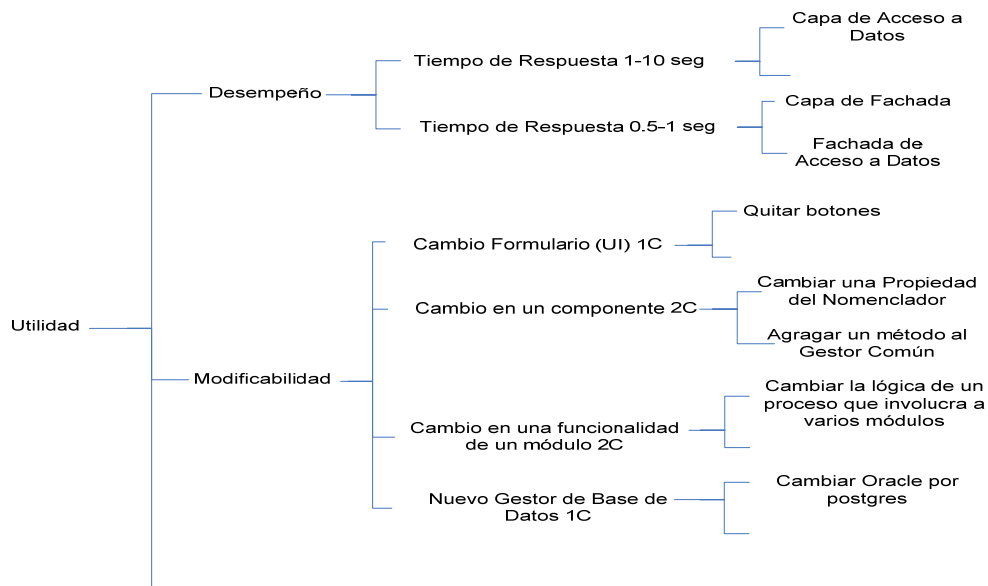 Capa de Acceso a
Datos
Tiempo de Respuesta 1-10 seg
Desempeño
Capa de Fachada
Tiempo de Respuesta 0.5-1 seg
Fachada de
Acceso a Datos
Quitar botones
Cambio Formulario (UI) 1C
Cambiar una Propiedad
del Nomenclador
Cambio en un componente 2C
Utilidad
Agragar un método al
Gestor Común
Modificabilidad
Cambiar la lógica de un
proceso que involucra a
varios módulos
Cambio en una funcionalidad
de un módulo 2C
Cambiar Oracle por
postgres
Nuevo Gestor de Base de
Datos 1C